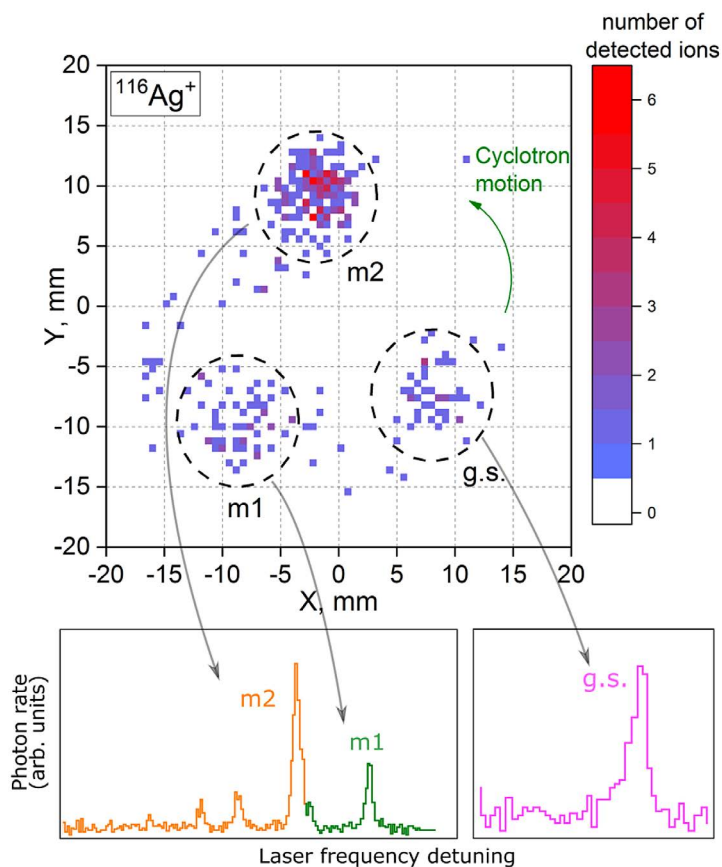 number of
detected ions
20
15
10
5
0
-5
-10
-15
-20
Y, mm
116Ag+
Cyclotron
motion
m2
m1
g.s.
6
5
4
3
2
1
0
-20 -15 -10 -5 0 5 10 15 20
X, mm
Photon rate
(arb. units)
m2
m1
g.s.
Laser frequency detuning